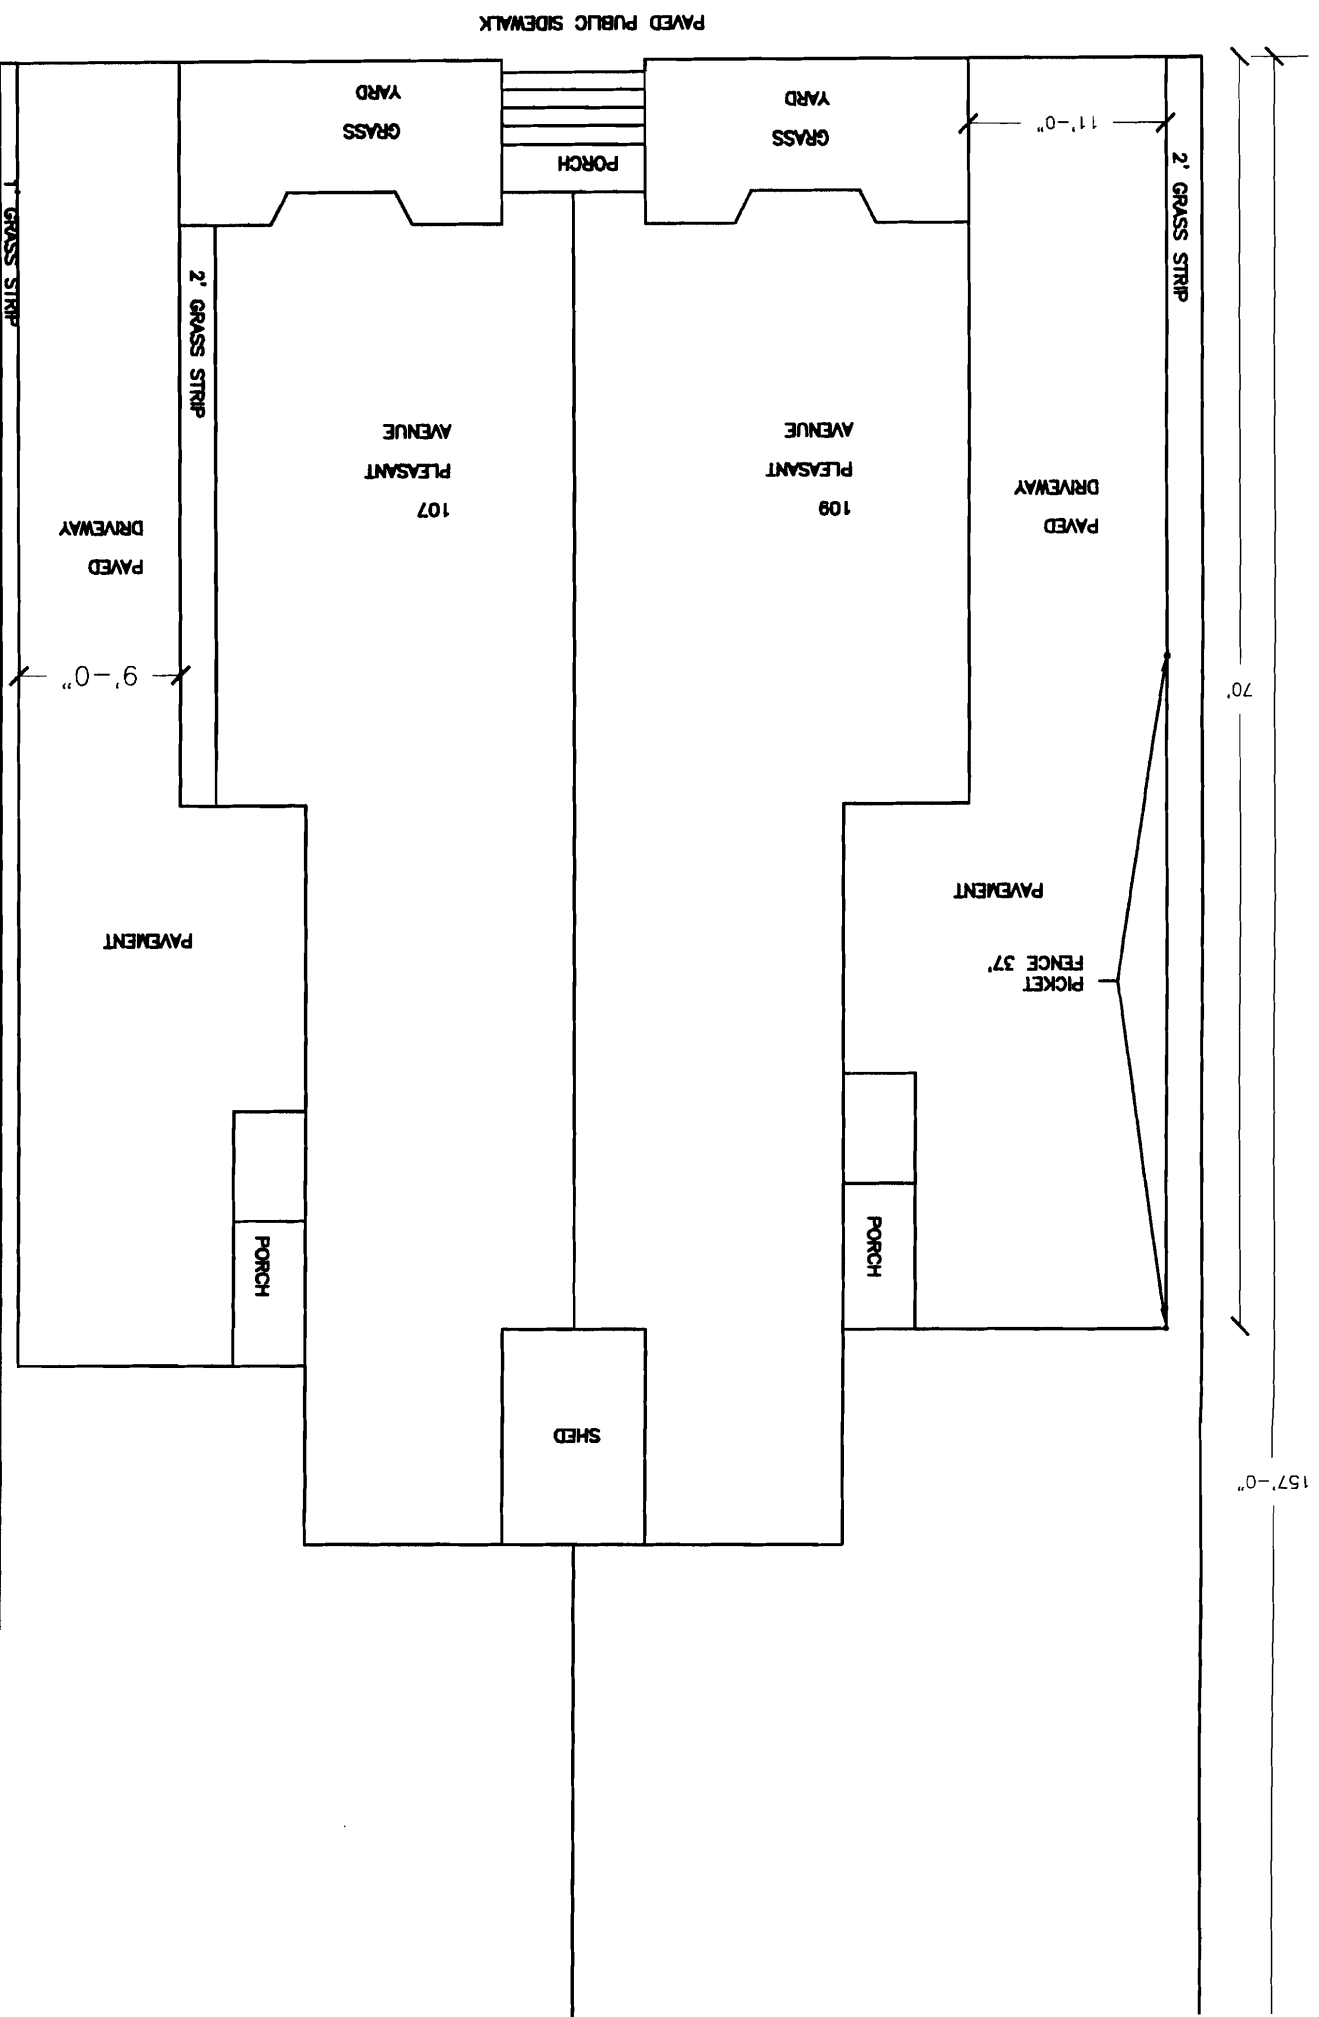 157'-0"
SHED
PORCH
PORCH
PICKET
FENCE 37'
PAVEMENT
PAVEMENT
70'
9'-0"
PAVED
DRIVEWAY
PAVED
DRIVEWAY
109
PLEASANT
AVENUE
107
PLEASANT
AVENUE
2' GRASS STRIP
2' GRASS STRIP
1' GRASS STRIP
11'-0"
PORCH
GRASS
YARD
GRASS
YARD
PAVED PUBLIC SIDEWALK